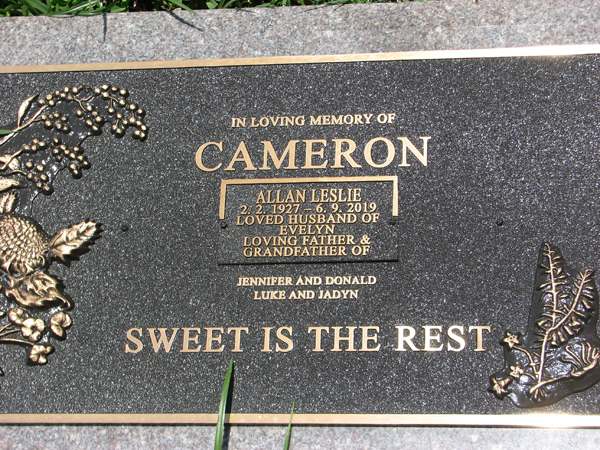 IN LOVING MEMORY OF
CAMERON
ALLAN LESLIE
2. 2. 1927 – 6. 9. 2019
LOVED HUSBAND OF
EVELYN
LOVING FATHER &
GRANDFATHER OF
JENNIFER AND DONALD
LUKE AND JADYN
SWEET IS THE REST